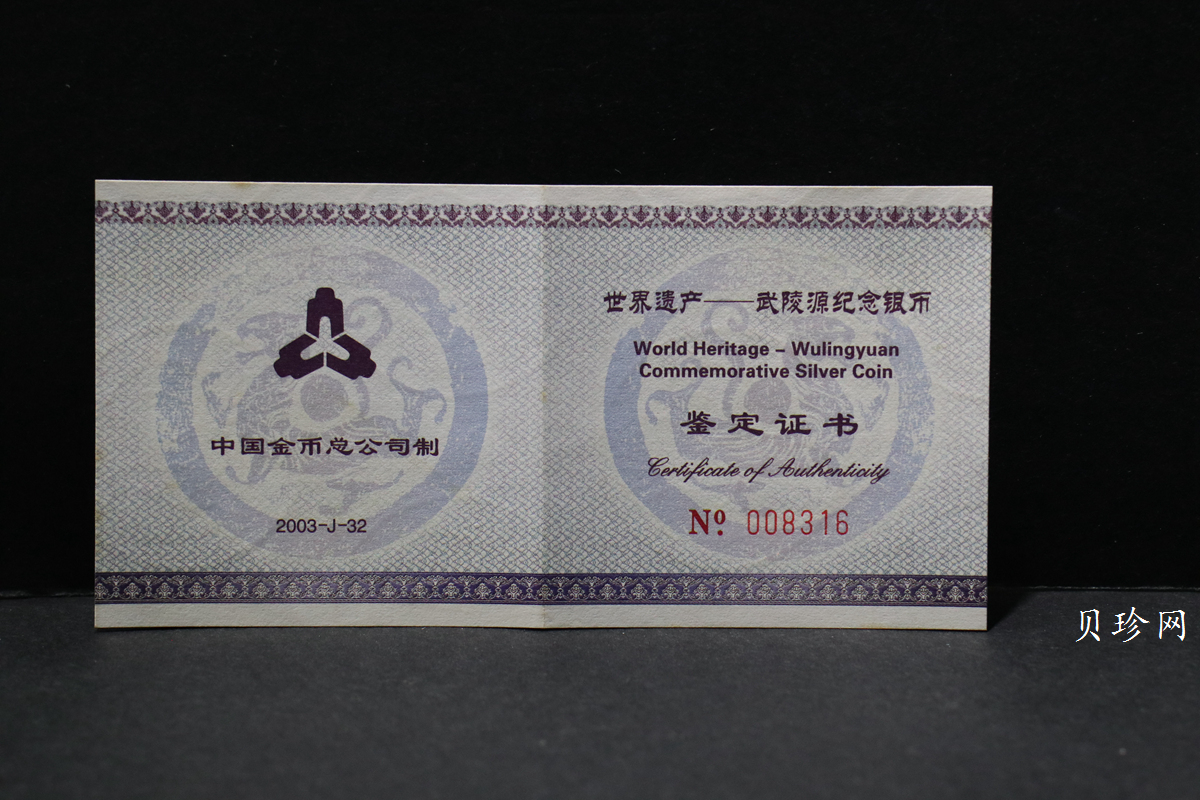 中国金币总公司制
2003-J-32
世界遗产——武陵源纪念银币
World Heritage – Wulingyuan
Commemorative Silver Coin
鉴定证书
Certificate of Authenticity
Nº 008316
贝珍网